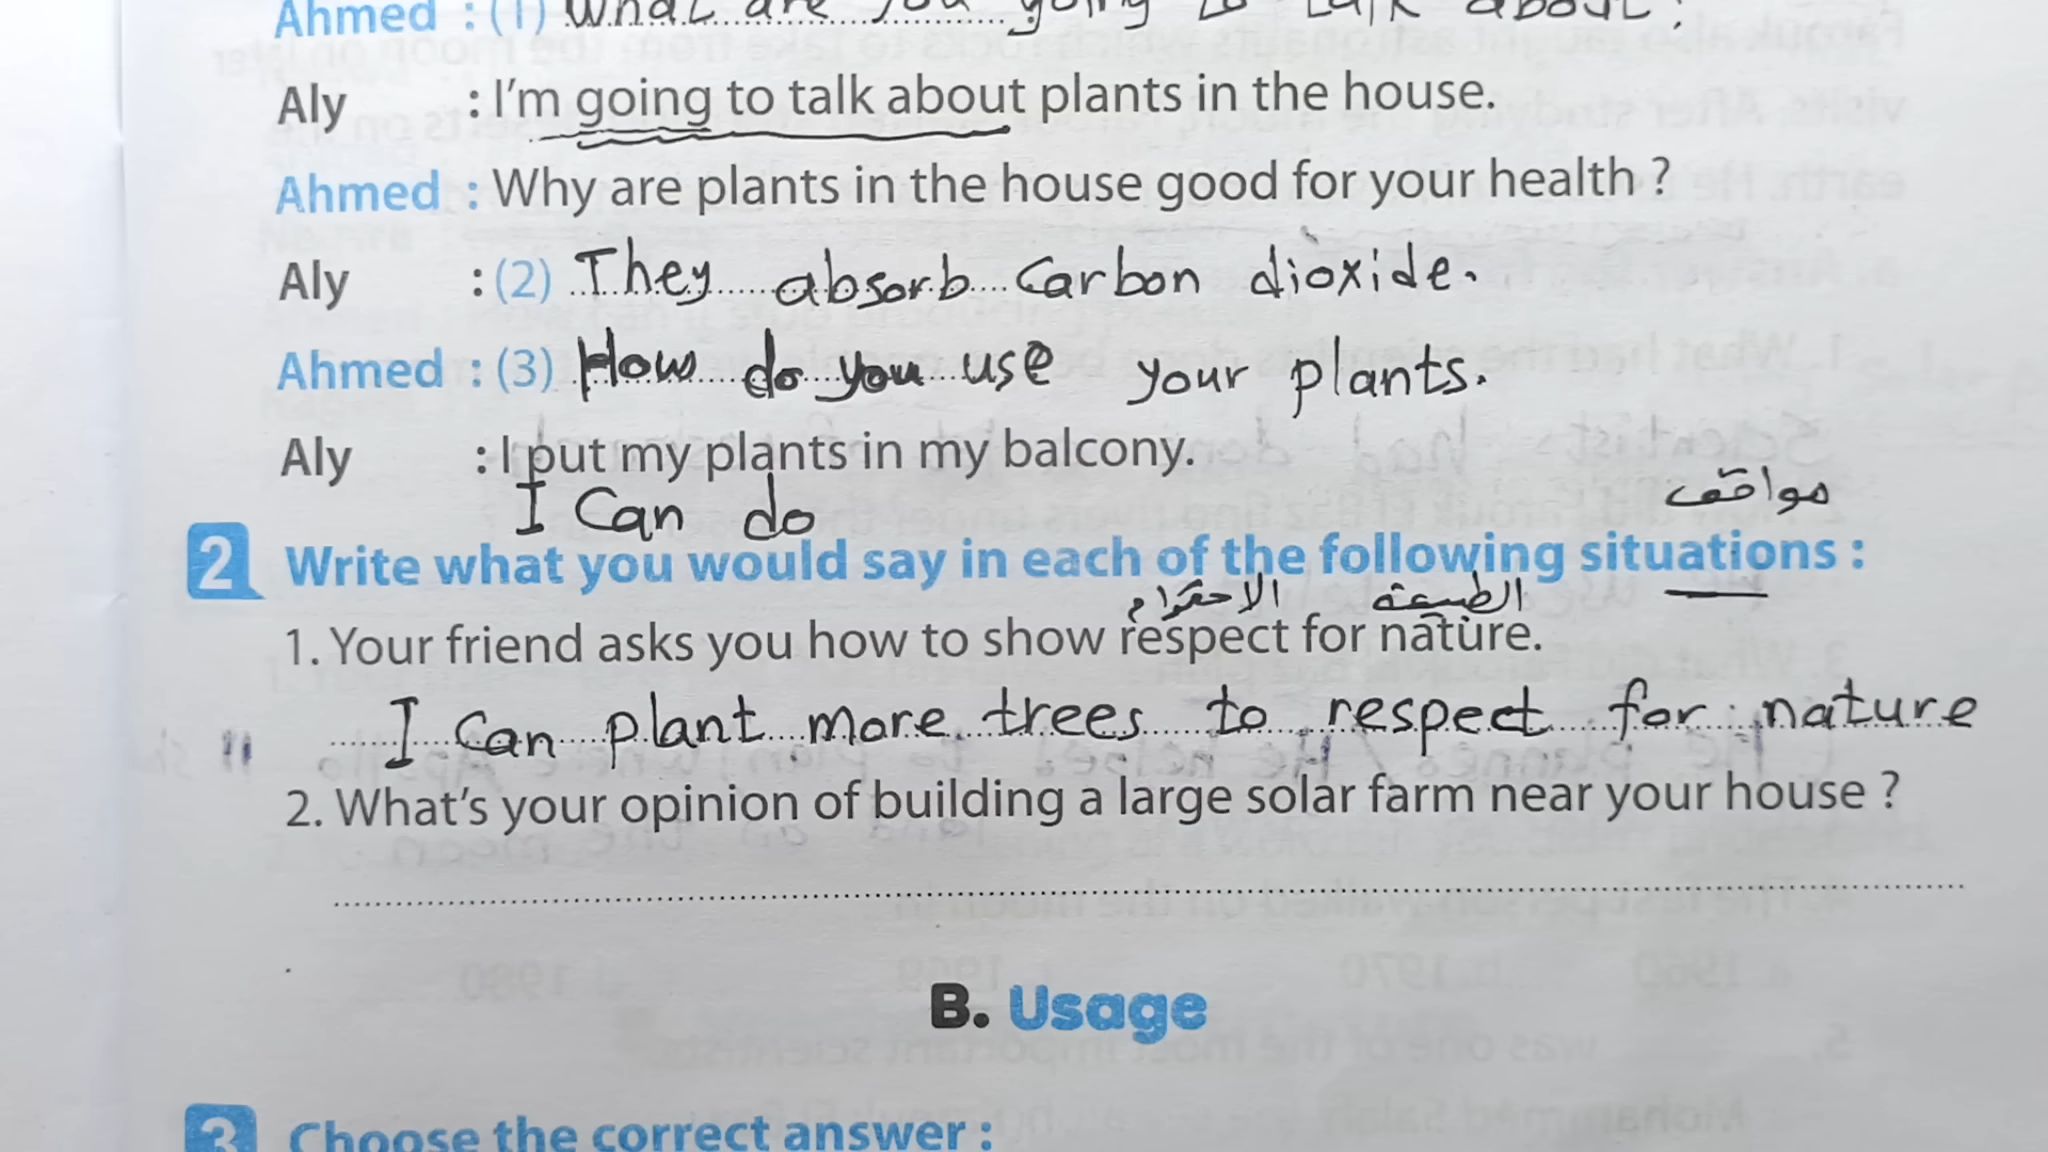 Ahmed : (1) What are you going to talk about?
Aly : I'm going to talk about plants in the house.
Ahmed : Why are plants in the house good for your health ?
Aly : (2) They absorb Carbon dioxide.
Ahmed : (3) How do you use your plants.
Aly : I put my plants in my balcony.
مواقف
I Can do
2 Write what you would say in each of the following situations :
الاحترام الطبيعة
1. Your friend asks you how to show respect for nature.
I Can plant more trees to respect for nature
2. What's your opinion of building a large solar farm near your house ?
B. Usage
3 Choose the correct answer :